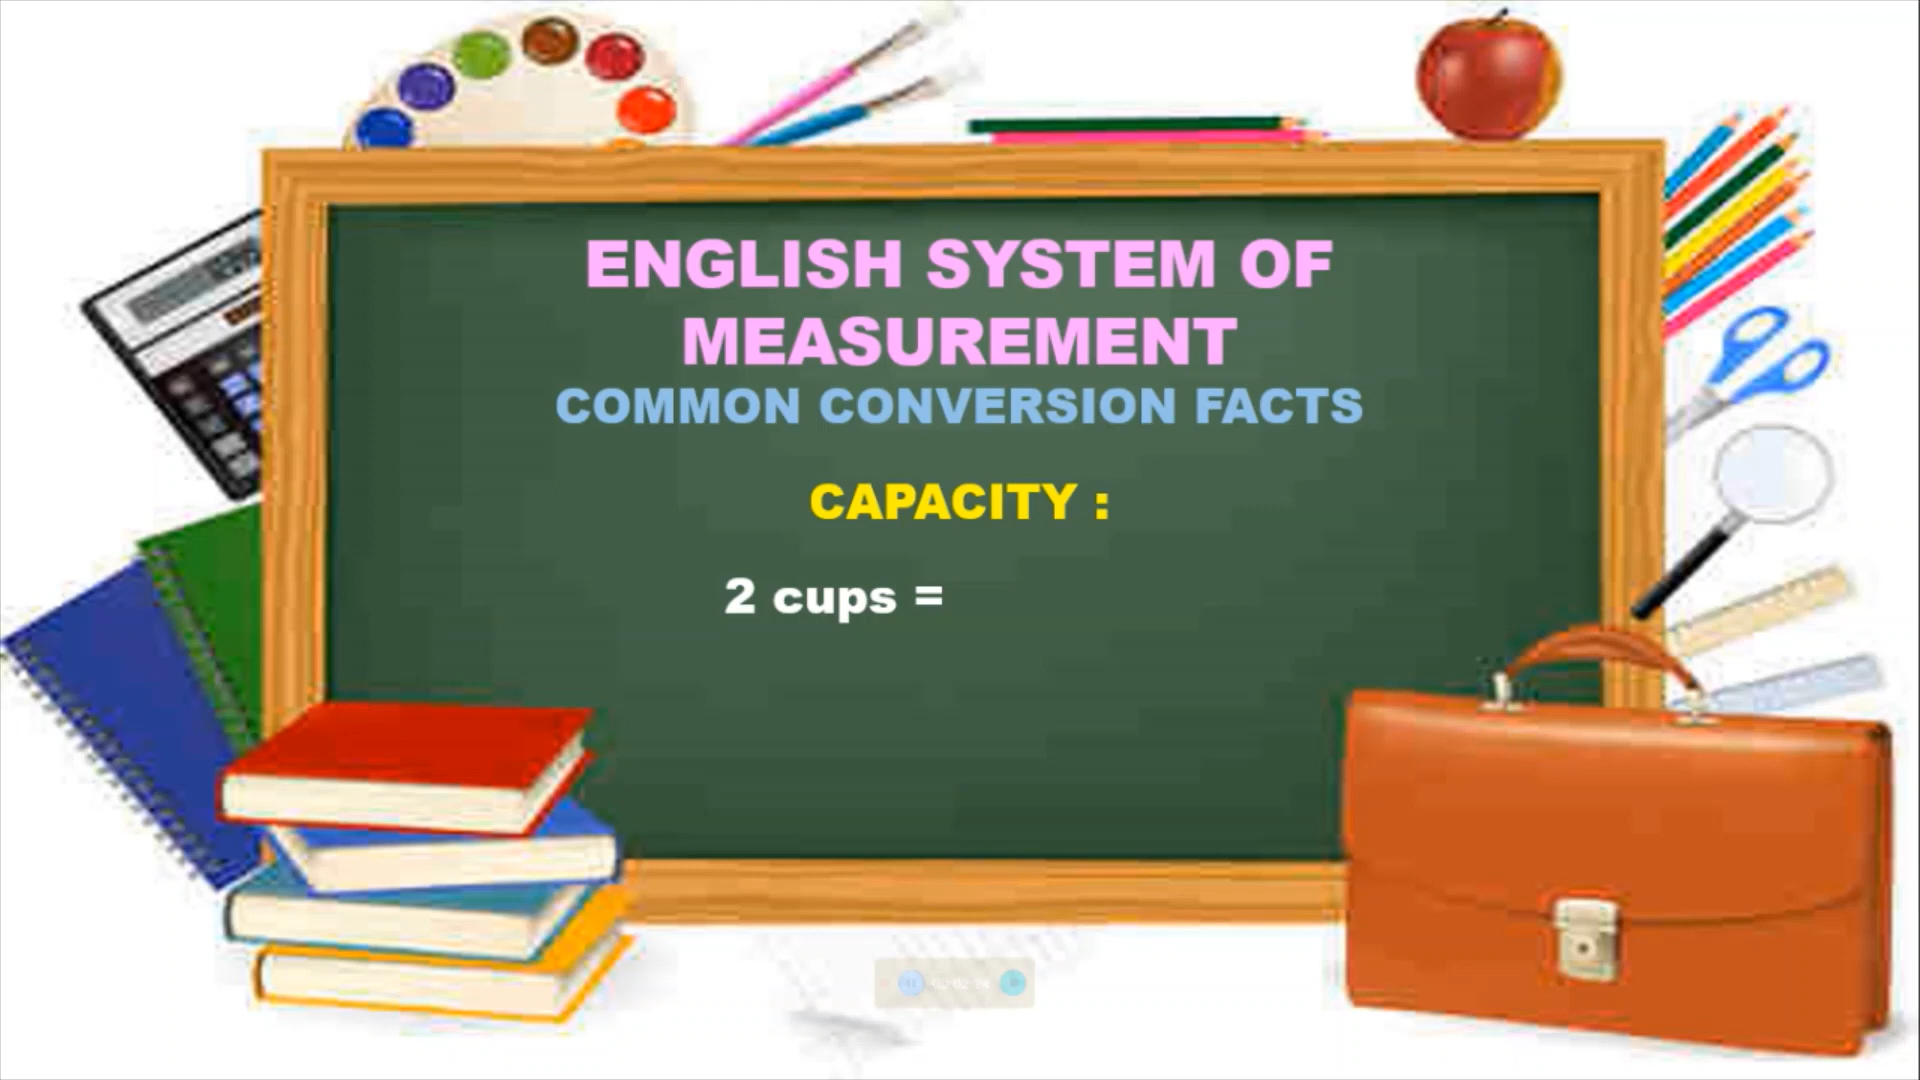 ENGLISH SYSTEM OF
MEASUREMENT
COMMON CONVERSION FACTS
CAPACITY :
2 cups =